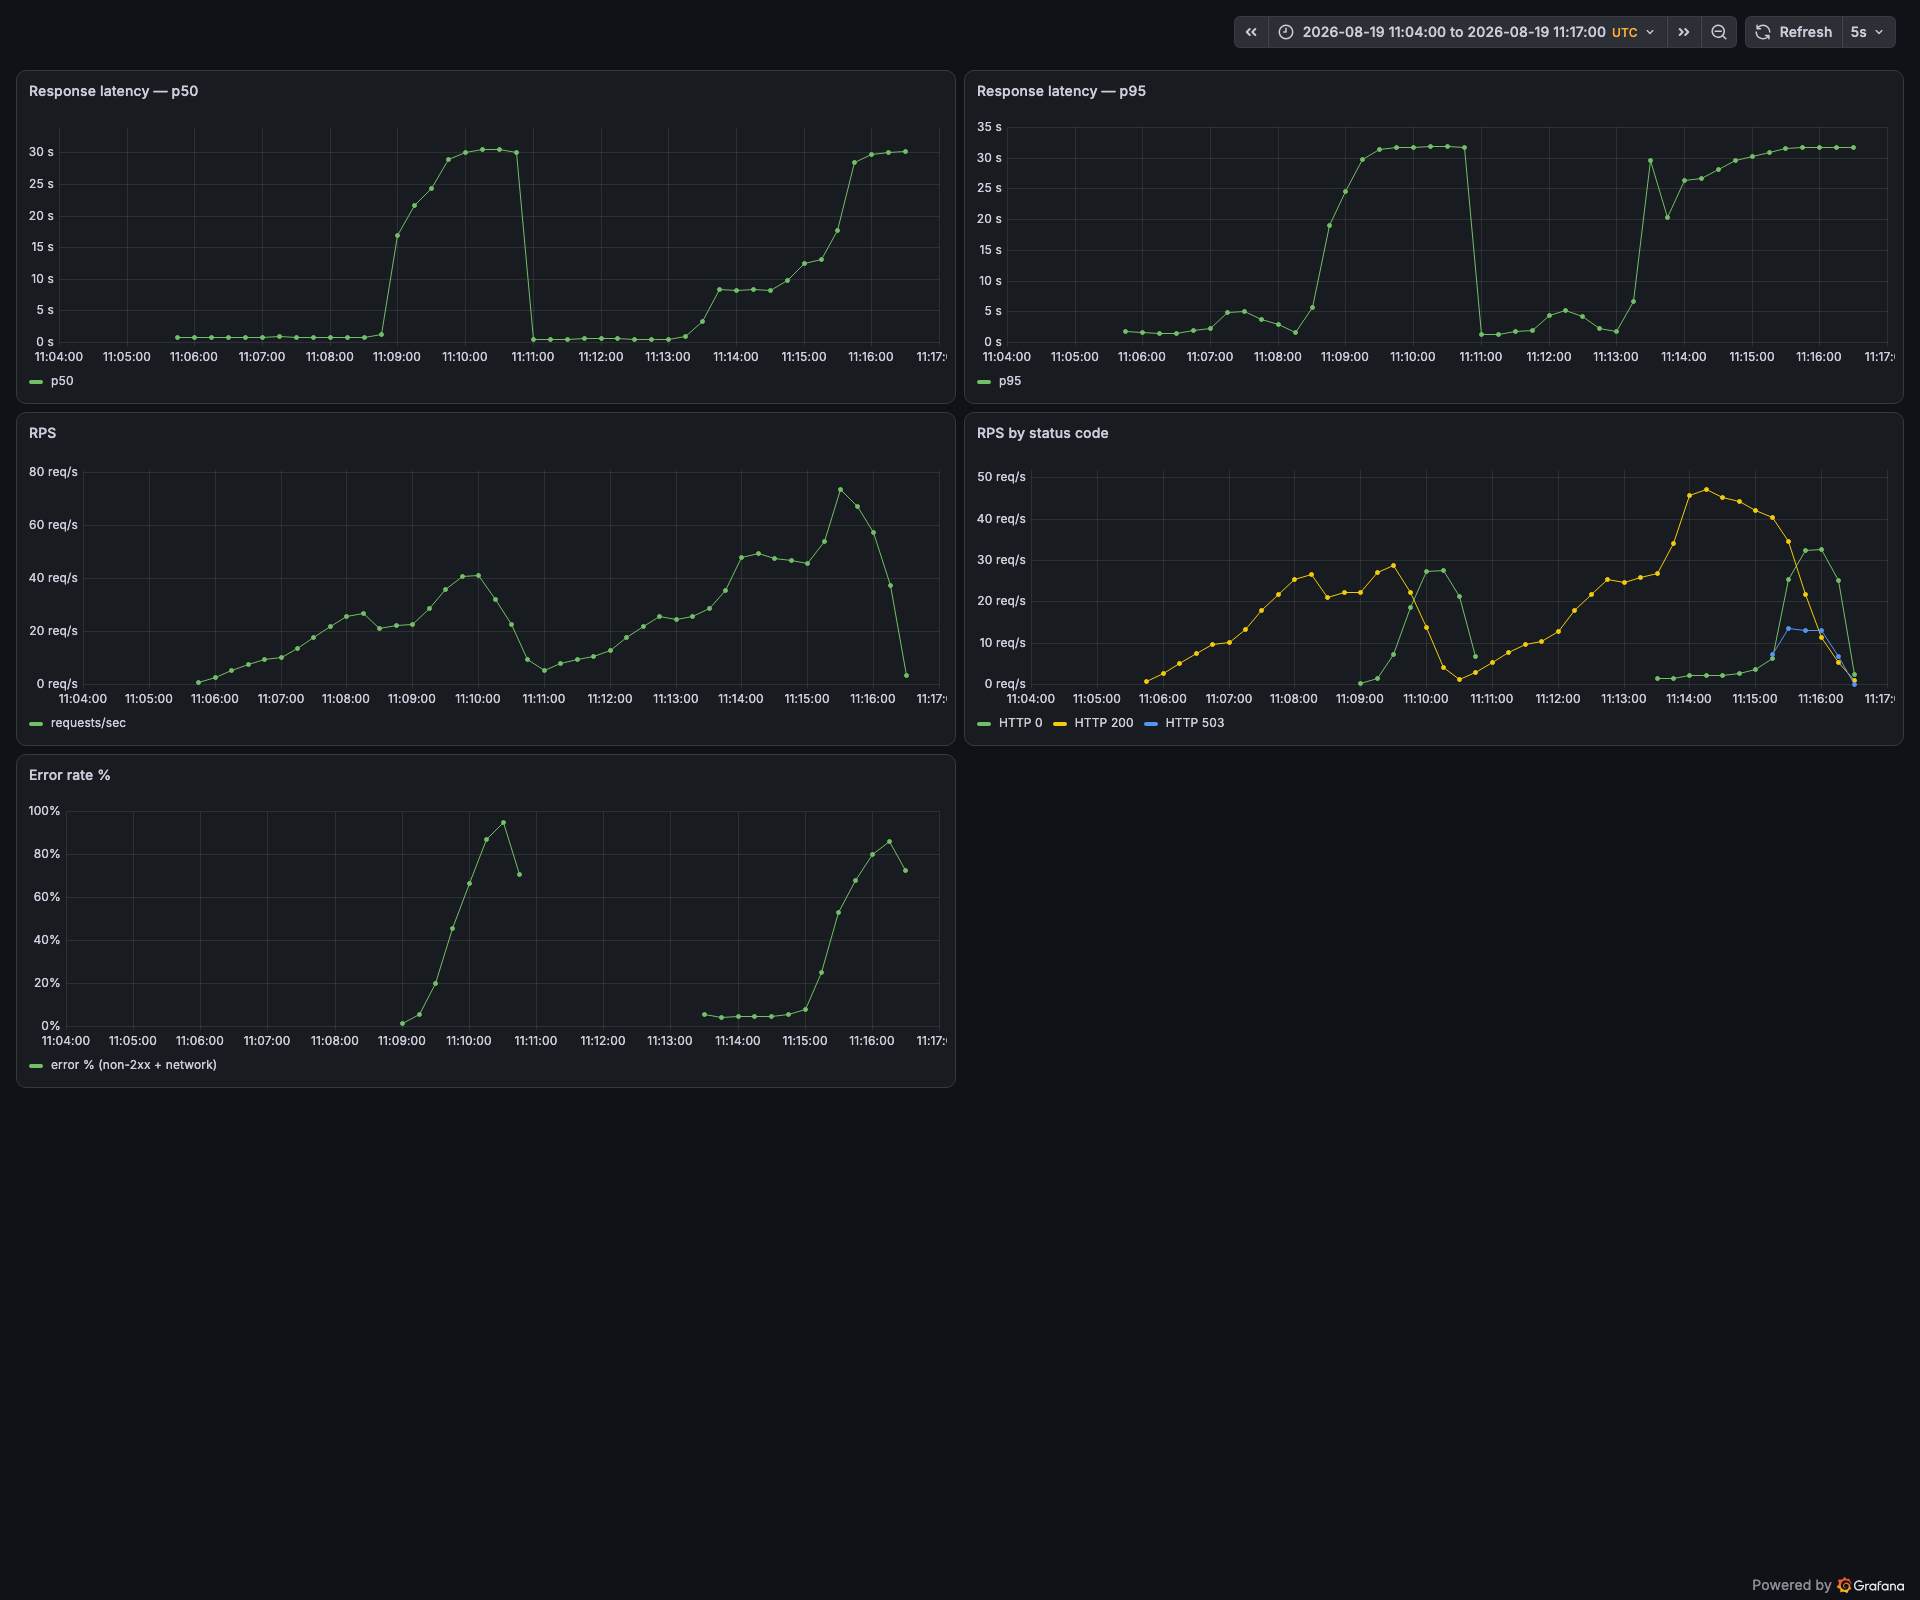 2026-08-19 11:04:00 to 2026-08-19 11:17:00 UTC
Refresh
5s
Response latency — p50
30 s
25 s
20 s
15 s
10 s
5 s
0 s
11:04:00 11:05:00 11:06:00 11:07:00 11:08:00 11:09:00 11:10:00 11:11:00 11:12:00 11:13:00 11:14:00 11:15:00 11:16:00 11:17:
p50
Response latency — p95
35 s
30 s
25 s
20 s
15 s
10 s
5 s
0 s
11:04:00 11:05:00 11:06:00 11:07:00 11:08:00 11:09:00 11:10:00 11:11:00 11:12:00 11:13:00 11:14:00 11:15:00 11:16:00 11:17:
p95
RPS
80 req/s
60 req/s
40 req/s
20 req/s
0 req/s
11:04:00 11:05:00 11:06:00 11:07:00 11:08:00 11:09:00 11:10:00 11:11:00 11:12:00 11:13:00 11:14:00 11:15:00 11:16:00 11:17:
requests/sec
RPS by status code
50 req/s
40 req/s
30 req/s
20 req/s
10 req/s
0 req/s
11:04:00 11:05:00 11:06:00 11:07:00 11:08:00 11:09:00 11:10:00 11:11:00 11:12:00 11:13:00 11:14:00 11:15:00 11:16:00 11:17:
HTTP 0 HTTP 200 HTTP 503
Error rate %
100%
80%
60%
40%
20%
0%
11:04:00 11:05:00 11:06:00 11:07:00 11:08:00 11:09:00 11:10:00 11:11:00 11:12:00 11:13:00 11:14:00 11:15:00 11:16:00 11:17:
error % (non-2xx + network)
Powered by Grafana